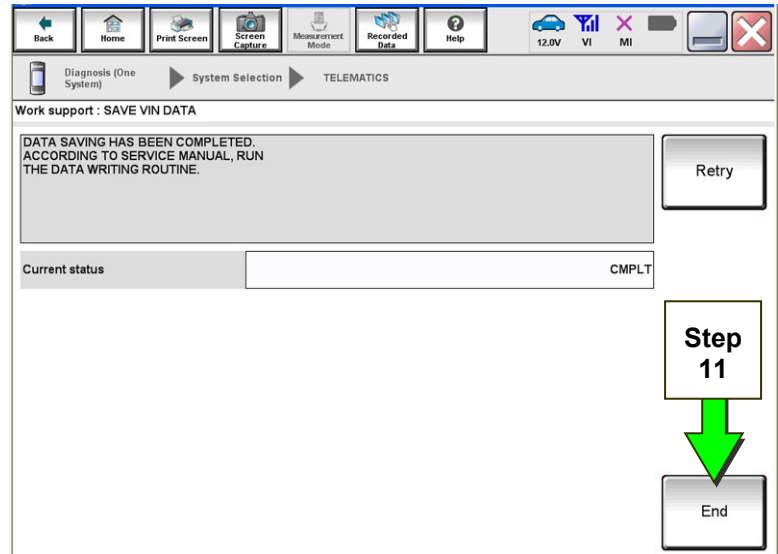 Back
Home
Print Screen
Screen
Capture
Measurement
Mode
Recorded
Data
Help
12.0V
VI
MI
Diagnosis (One
System)
System Selection
TELEMATICS
Work support : SAVE VIN DATA
DATA SAVING HAS BEEN COMPLETED.
ACCORDING TO SERVICE MANUAL, RUN
THE DATA WRITING ROUTINE.
Retry
Current status
CMPLT
Step
11
End